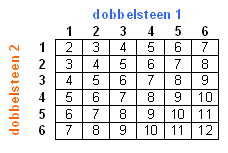 dobbelsteen 1
1 2 3 4 5 6
dobbelsteen 2
1 2 3 4 5 6 7
2 3 4 5 6 7 8
3 4 5 6 7 8 9
4 5 6 7 8 9 10
5 6 7 8 9 10 11
6 7 8 9 10 11 12